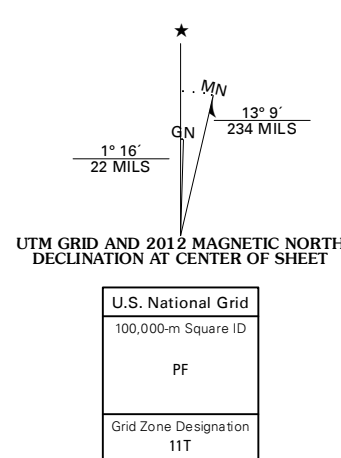 ★
MN
GN
13° 9´
234 MILS
1° 16´
22 MILS
UTM GRID AND 2012 MAGNETIC NORTH
DECLINATION AT CENTER OF SHEET
U.S. National Grid
100,000-m Square ID
PF
Grid Zone Designation
11T